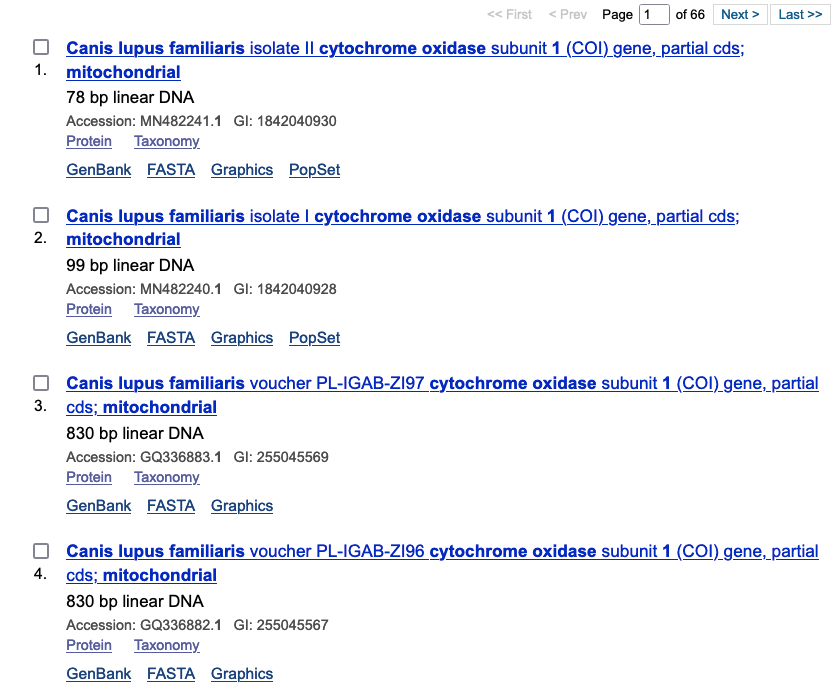 << First < Prev Page 1 of 66 Next > Last >>
Canis lupus familiaris isolate II cytochrome oxidase subunit 1 (COI) gene, partial cds;
1. mitochondrial
78 bp linear DNA
Accession: MN482241.1 GI: 1842040930
Protein Taxonomy
GenBank FASTA Graphics PopSet
Canis lupus familiaris isolate I cytochrome oxidase subunit 1 (COI) gene, partial cds;
2. mitochondrial
99 bp linear DNA
Accession: MN482240.1 GI: 1842040928
Protein Taxonomy
GenBank FASTA Graphics PopSet
Canis lupus familiaris voucher PL-IGAB-ZI97 cytochrome oxidase subunit 1 (COI) gene, partial
3. cds; mitochondrial
830 bp linear DNA
Accession: GQ336883.1 GI: 255045569
Protein Taxonomy
GenBank FASTA Graphics
Canis lupus familiaris voucher PL-IGAB-ZI96 cytochrome oxidase subunit 1 (COI) gene, partial
4. cds; mitochondrial
830 bp linear DNA
Accession: GQ336882.1 GI: 255045567
Protein Taxonomy
GenBank FASTA Graphics